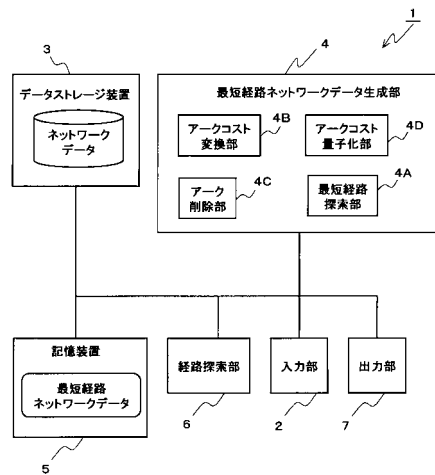 1
3
4
データストレージ装置
ネットワーク
データ
最短経路ネットワークデータ生成部
アークコスト
変換部
4B
アークコスト
量子化部
4D
アーク
削除部
4C
最短経路
探索部
4A
記憶装置
最短経路
ネットワークデータ
5
経路探索部
6
入力部
2
出力部
7